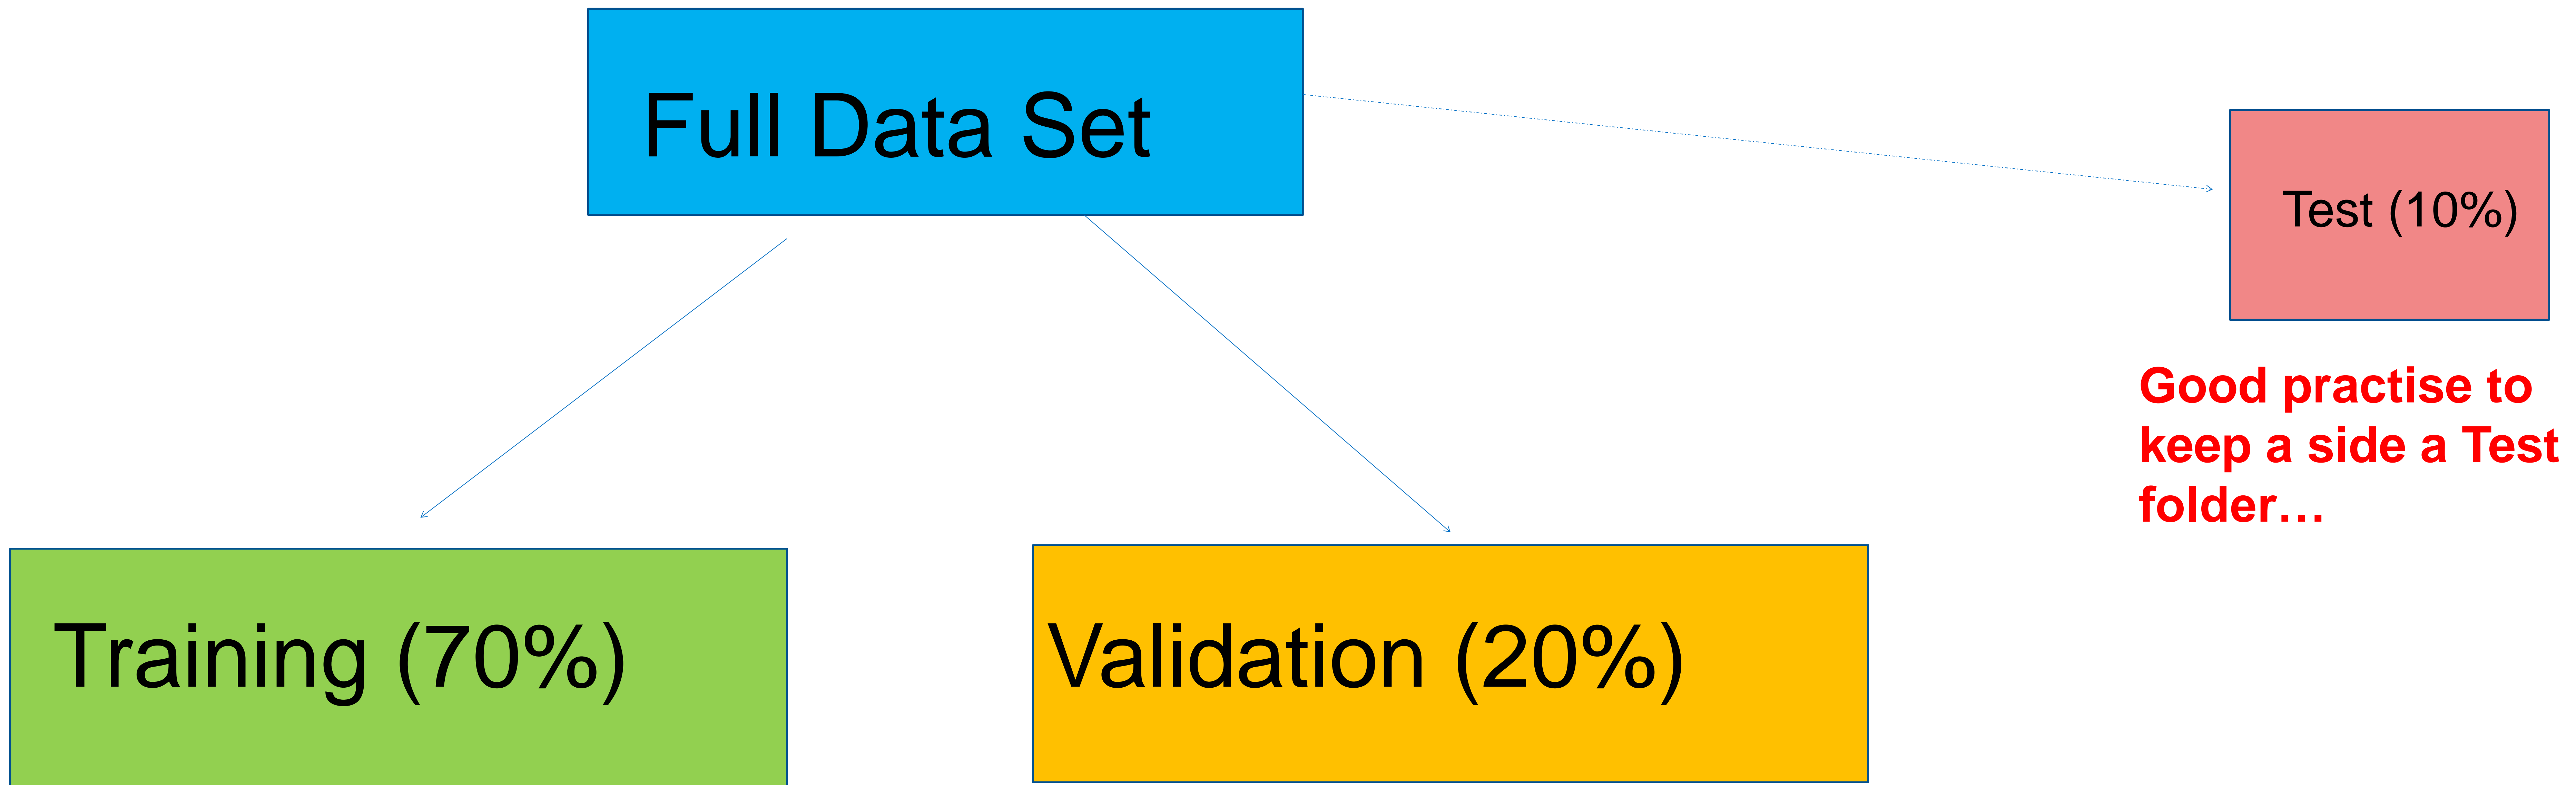 Full Data Set
Test (10%)
Good practise to
keep a side a Test
folder…
Training (70%)
Validation (20%)